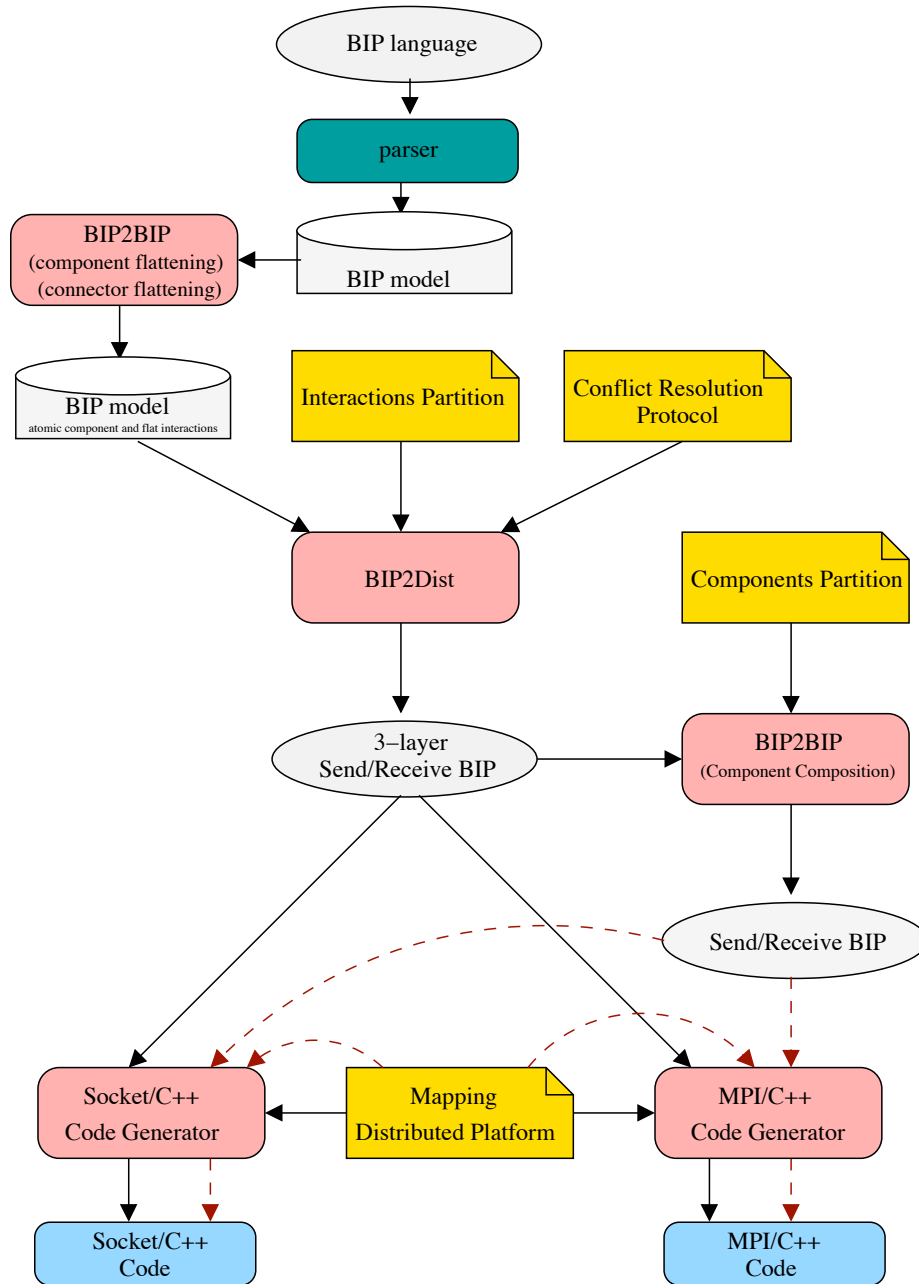 BIP language
parser
BIP2BIP
(component flattening)
(connector flattening)
BIP model
BIP model
atomic component and flat interactions
Interactions Partition
Conflict Resolution
Protocol
BIP2Dist
Components Partition
3–layer
Send/Receive BIP
BIP2BIP
(Component Composition)
Send/Receive BIP
Socket/C++
Code Generator
Mapping
Distributed Platform
MPI/C++
Code Generator
Socket/C++
Code
MPI/C++
Code